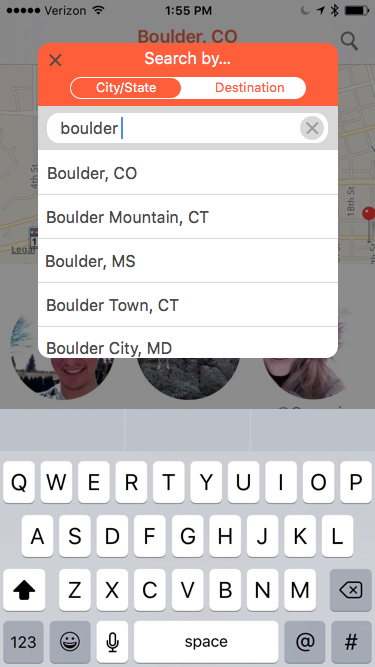 Verizon 1:55 PM
Boulder, CO
Search by...
City/State Destination
boulder
Boulder, CO
Boulder Mountain, CT
Boulder, MS
Boulder Town, CT
Boulder City, MD
4th St
18th St
Legal
Q W E R T Y U I O P
A S D F G H J K L
Z X C V B N M
123 space @ #